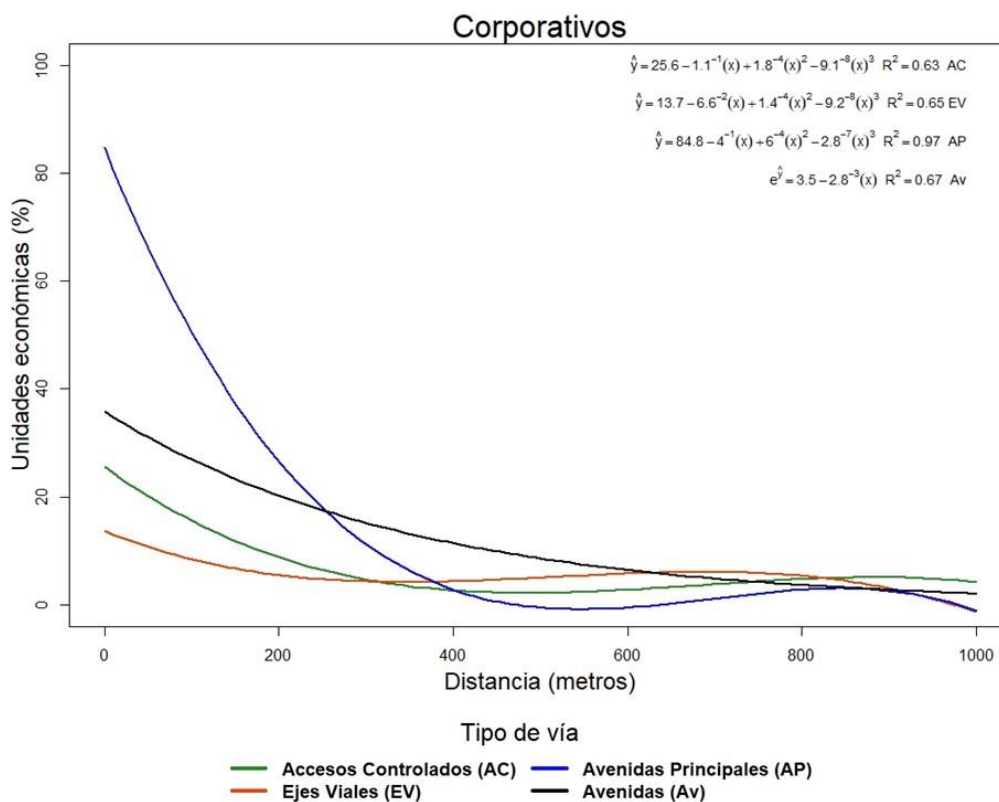 Corporativos
ŷ = 25.6 − 1.1⁻¹(x) + 1.8⁻⁴(x)² − 9.1⁻⁸(x)³ R² = 0.63 AC
ŷ = 13.7 − 6.6⁻²(x) + 1.4⁻⁴(x)² − 9.2⁻⁸(x)³ R² = 0.65 EV
ŷ = 84.8 − 4⁻¹(x) + 6⁻⁴(x)² − 2.8⁻⁷(x)³ R² = 0.97 AP
e^ŷ = 3.5 − 2.8⁻³(x) R² = 0.67 Av
Unidades económicas (%)
100
80
60
40
20
0
0 200 400 600 800 1000
Distancia (metros)
Tipo de vía
Accesos Controlados (AC) Avenidas Principales (AP)
Ejes Viales (EV) Avenidas (Av)